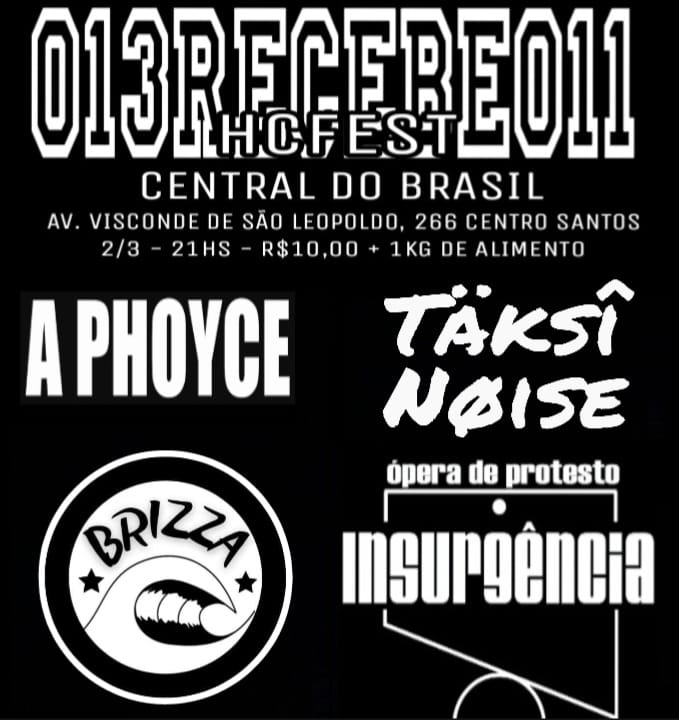 013RECEBE011
HCFEST
CENTRAL DO BRASIL
AV. VISCONDE DE SÃO LEOPOLDO, 266 CENTRO SANTOS
2/3 - 21HS - R$10,00 + 1KG DE ALIMENTO
A PHOYCE
TÄKSÎ
NØISE
BRIZZA
ópera de protesto
insurgência